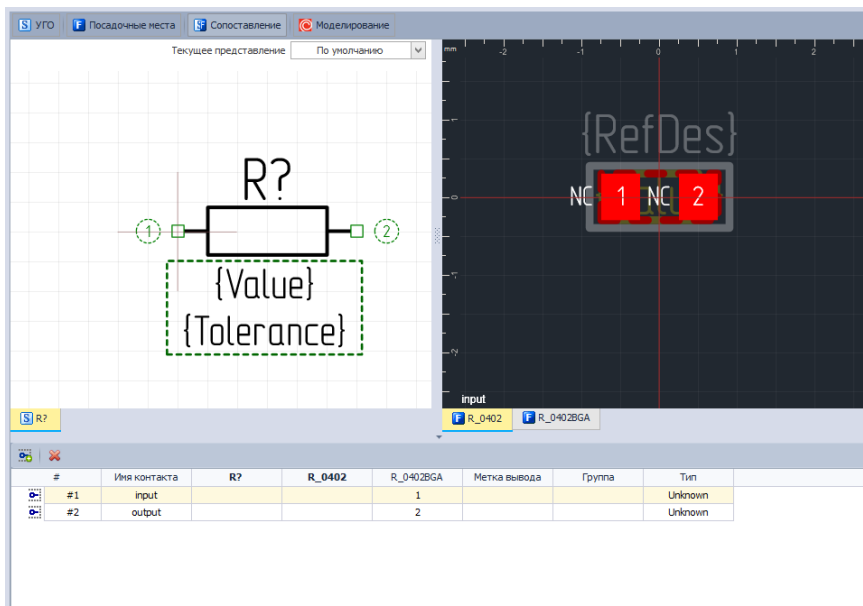 S УГО F Посадочные места SF Сопоставление Моделирование
Текущее представление По умолчанию
mm -2 -1 0 1 2
R?
1 2
{Value}
{Tolerance}
{RefDes}
NC 1 NC 2
-1
0
-1
-2
input
S R? F R_0402 F R_0402BGA
# Имя контакта R? R_0402 R_0402BGA Метка вывода Группа Тип
#1 input 1 Unknown
#2 output 2 Unknown